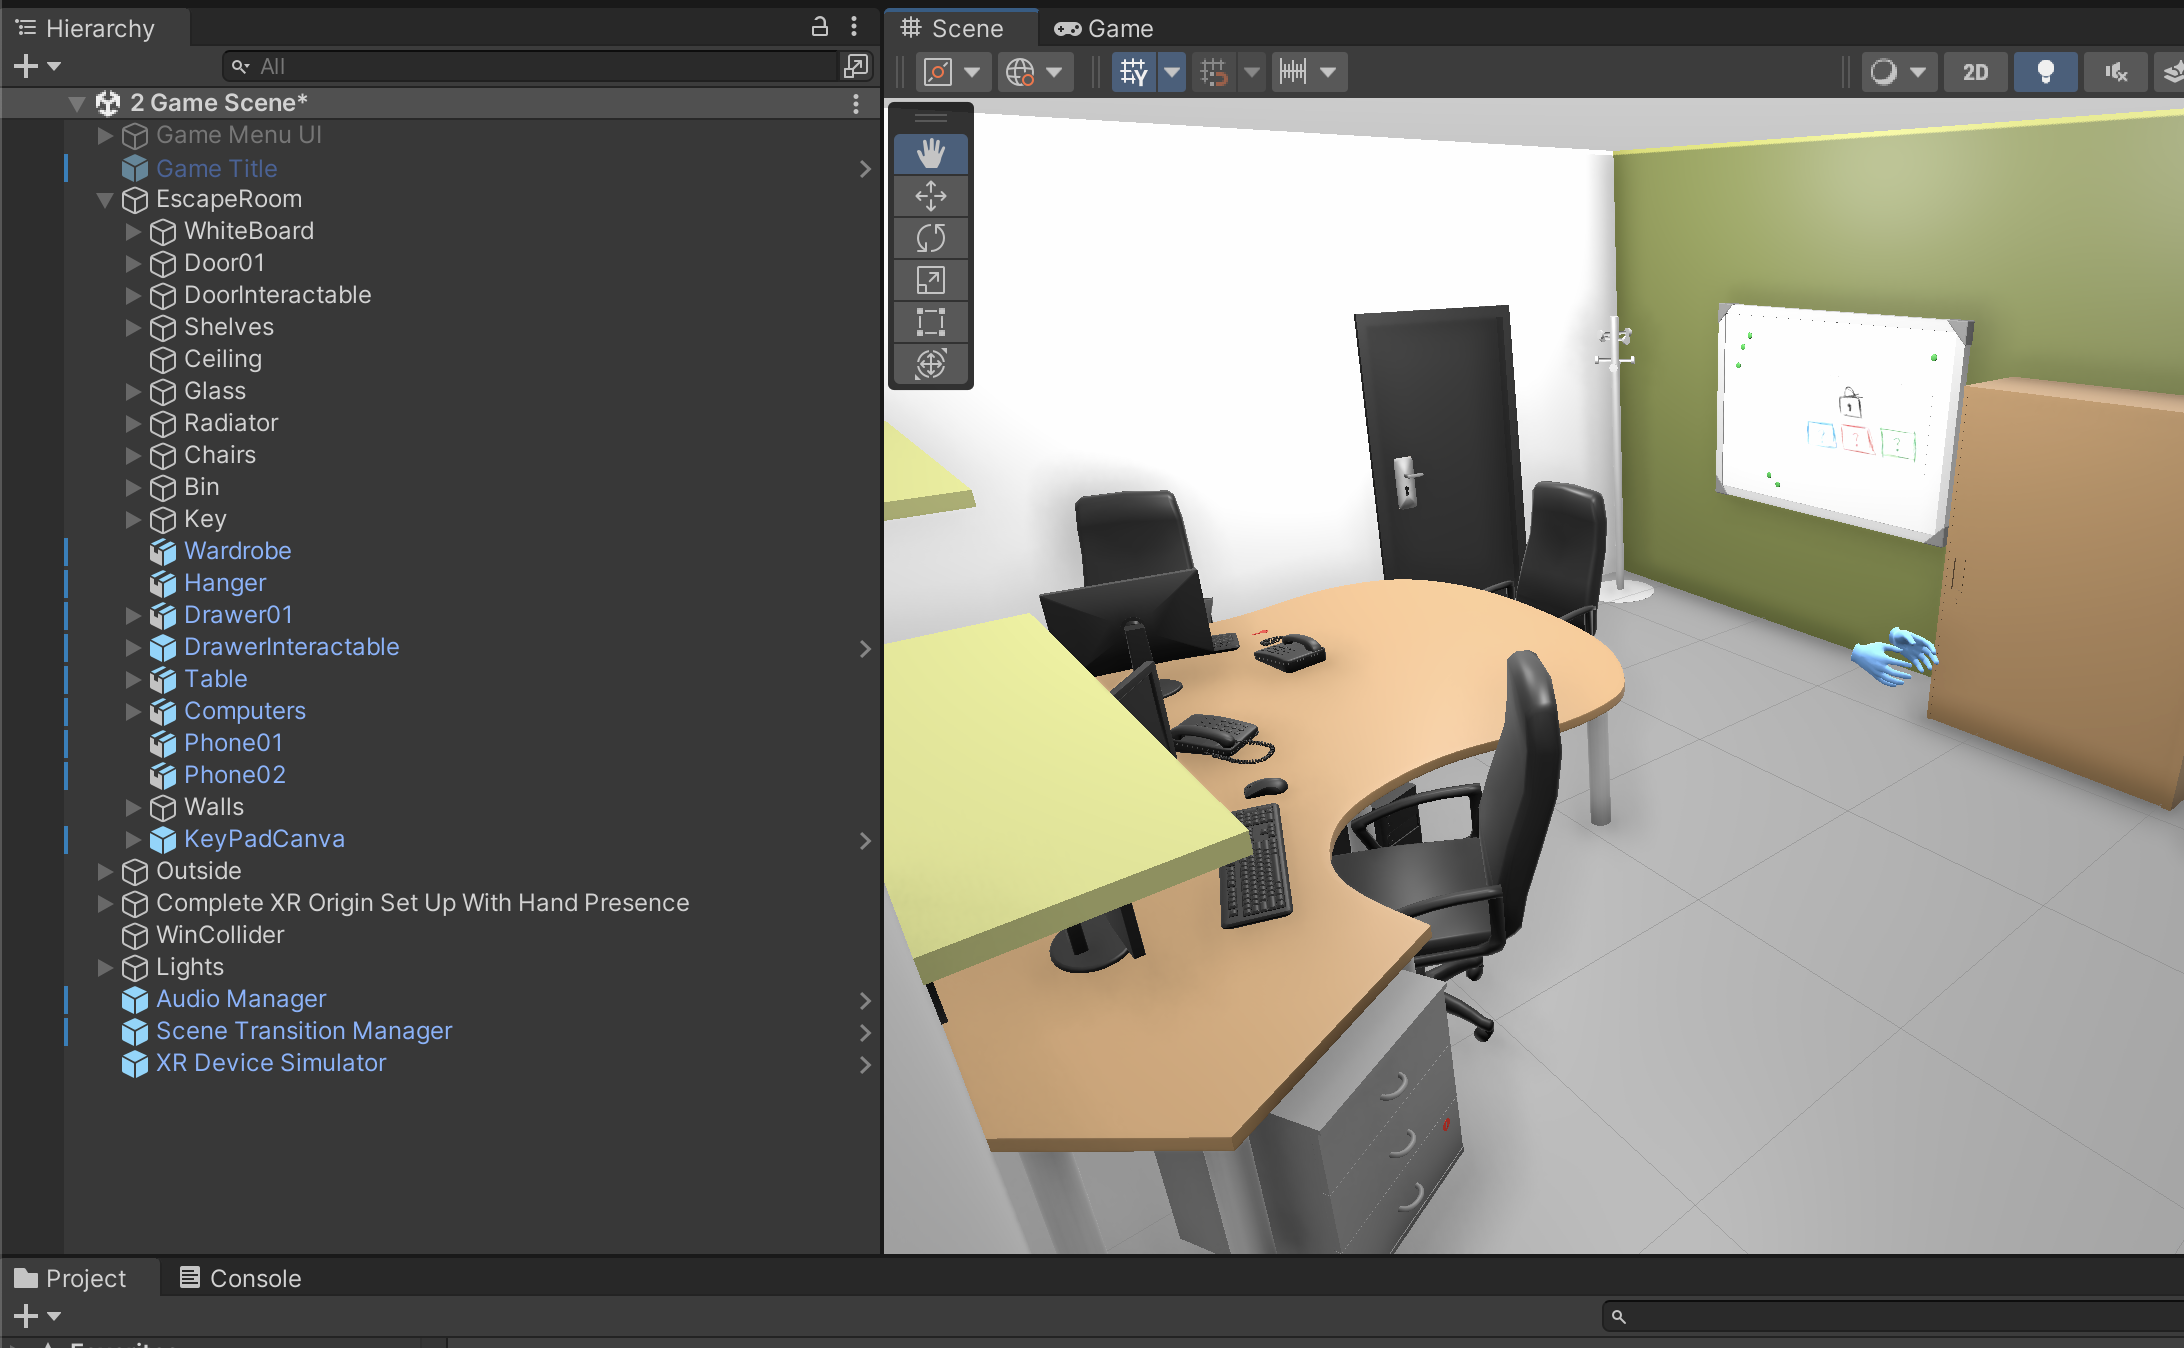 Hierarchy
All
2 Game Scene*
Game Menu UI
Game Title
EscapeRoom
WhiteBoard
Door01
DoorInteractable
Shelves
Ceiling
Glass
Radiator
Chairs
Bin
Key
Wardrobe
Hanger
Drawer01
DrawerInteractable
Table
Computers
Phone01
Phone02
Walls
KeyPadCanva
Outside
Complete XR Origin Set Up With Hand Presence
WinCollider
Lights
Audio Manager
Scene Transition Manager
XR Device Simulator
Scene
Game
2D
? ?
Project
Console